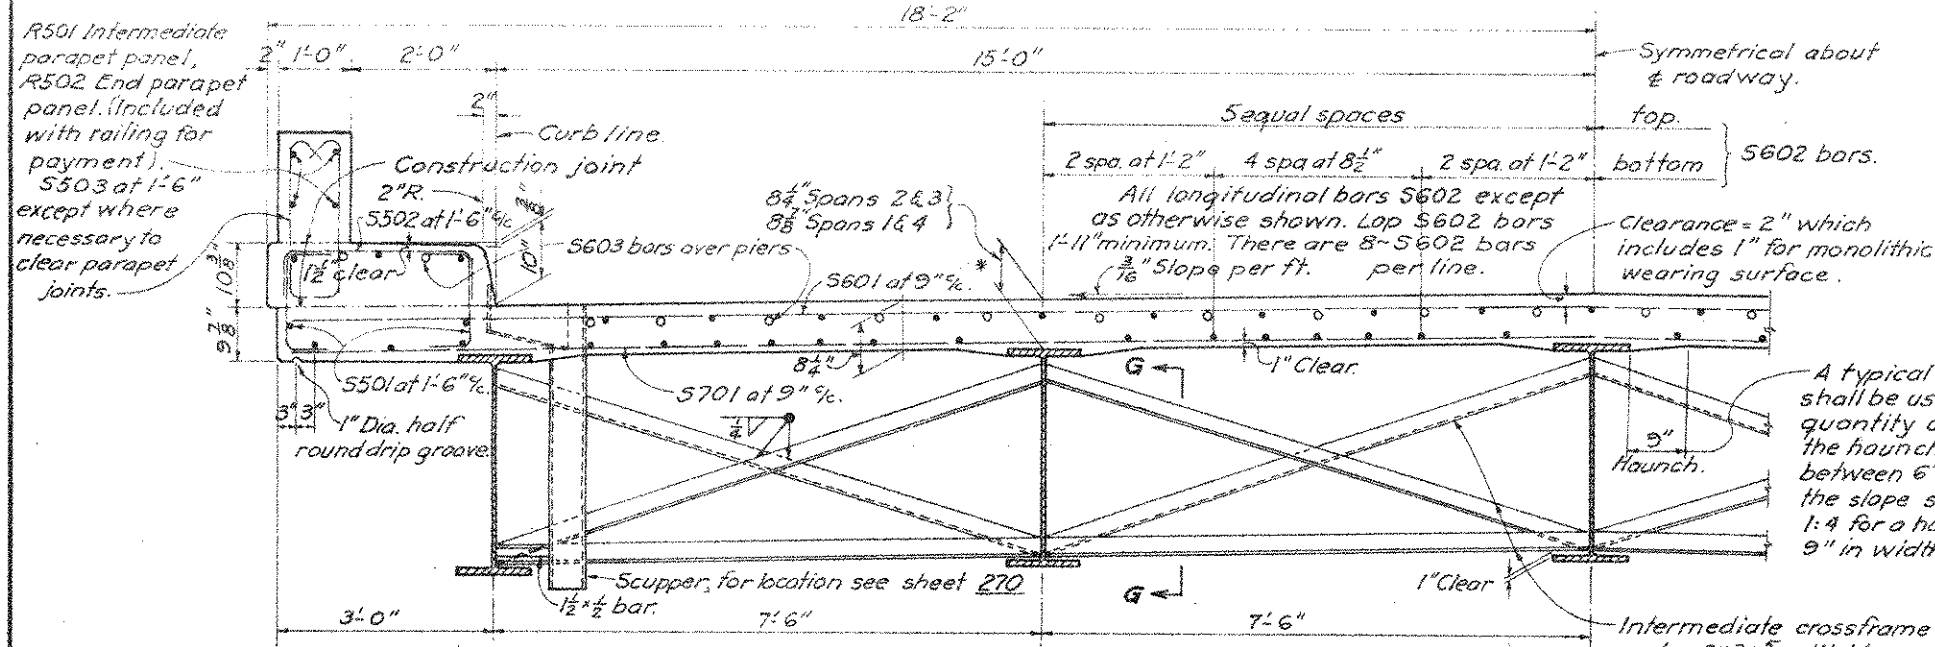 18'-2"
R501 Intermediate
parapet panel,
R502 End parapet
panel. (Included
with railing for
payment).
S503 at 1'-6"
except where
necessary to
clear parapet
joints.
2" 1'-0" 2'-0" 15'-0"
Symmetrical about
℄ roadway.
2"
Curb line.
5 equal spaces
top.
2 spa. at 1'-2" 4 spa at 8½" 2 spa. at 1'-2" bottom
S602 bars.
Construction joint
2"R.
S502 at 1'-6" c/c
10"
8¼" Spans 2 & 3
Spans 1 & 4
All longitudinal bars S602 except
as otherwise shown. Lap S602 bars
1'-11" minimum. There are 8~S602 bars
per line.
3/16" Slope per ft.
Clearance = 2" which
includes 1" for monolithic
wearing surface.
S603 bars over piers
1½" clear
S601 at 9" c/c.
*
10 3/8"
9 7/8"
8¼"
1" Clear.
S501 at 1'-6" c/c.
S701 at 9" c/c.
G
3" 3"
1" Dia. half
round drip groove.
9"
Haunch.
A typical
shall be
quantity
the haunch
between 6"
the slope
1:4 for a
9" in width
Scupper, for location see sheet 270
1½ x ½ bar.
G
1" Clear
3'-0" 7'-6" 7'-6"
Intermediate crossframe